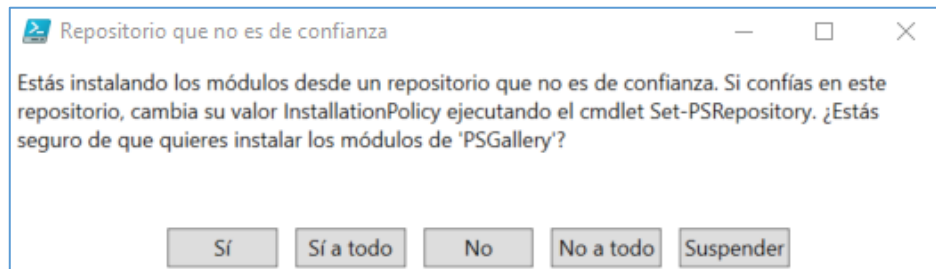 Repositorio que no es de confianza
Estás instalando los módulos desde un repositorio que no es de confianza. Si confías en este
repositorio, cambia su valor InstallationPolicy ejecutando el cmdlet Set-PSRepository. ¿Estás
seguro de que quieres instalar los módulos de 'PSGallery'?
Sí Sí a todo No No a todo Suspender